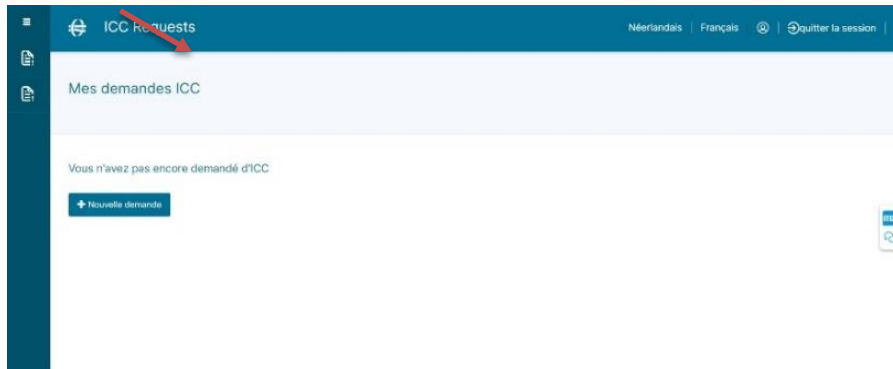 ICC Requests
Néerlandais | Français | quitter la session |
Mes demandes ICC
Vous n'avez pas encore demandé d'ICC
+ Nouvelle demande